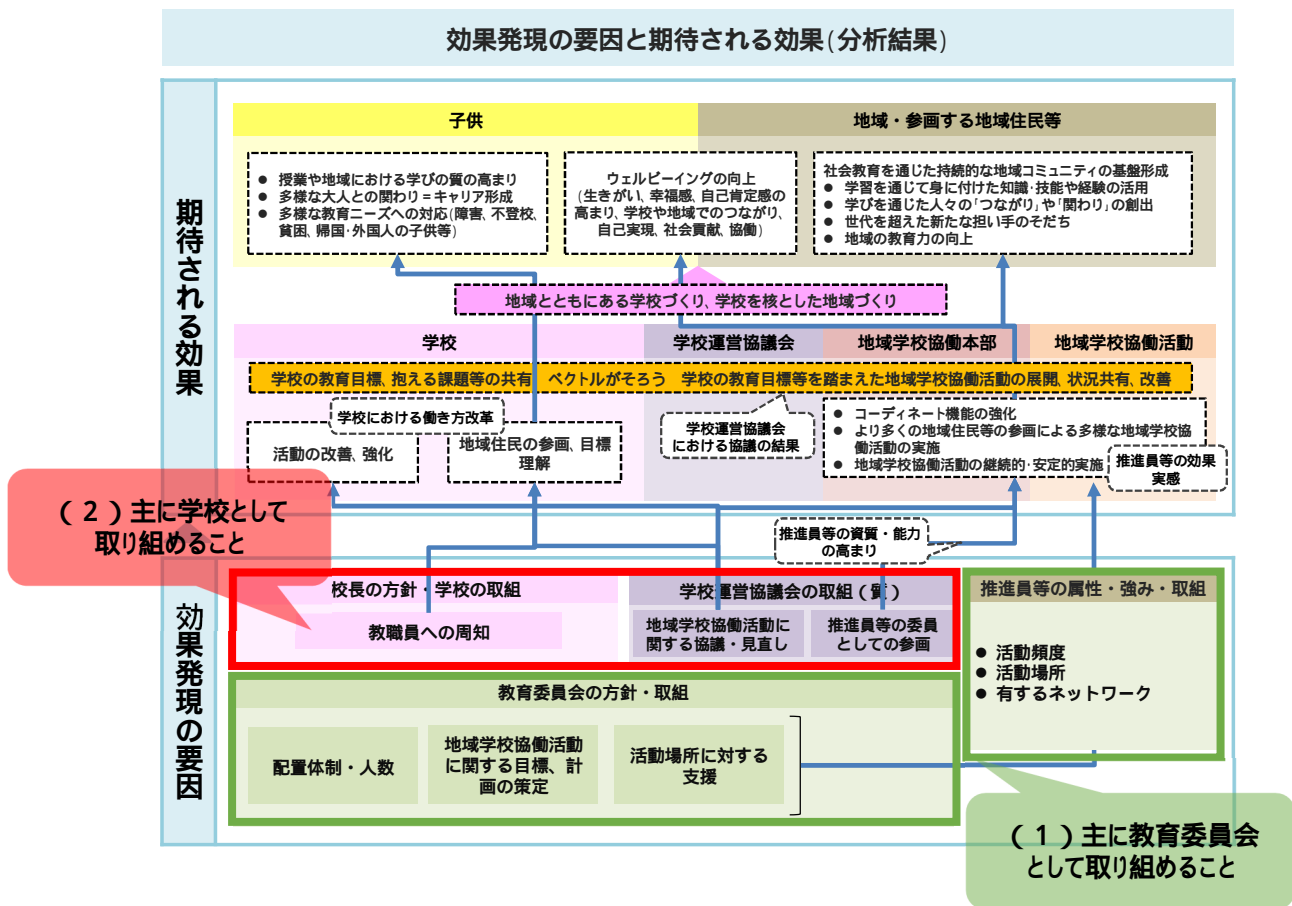 効果発現の要因と期待される効果(分析結果)
期待される効果
子供
地域・参画する地域住民等
● 授業や地域における学びの質の高まり
● 多様な大人との関わり＝キャリア形成
● 多様な教育ニーズへの対応(障害、不登校、
貧困、帰国・外国人の子供等)
ウェルビーイングの向上
(生きがい、幸福感、自己肯定感の
高まり、学校や地域でのつながり、
自己実現、社会貢献、協働)
社会教育を通じた持続的な地域コミュニティの基盤形成
● 学習を通じて身に付けた知識・技能や経験の活用
● 学びを通じた人々の「つながり」や「関わり」の創出
● 世代を超えた新たな担い手のそだち
● 地域の教育力の向上
地域とともにある学校づくり、学校を核とした地域づくり
学校
学校運営協議会
地域学校協働本部
地域学校協働活動
学校の教育目標、抱える課題等の共有 ベクトルがそろう 学校の教育目標等を踏まえた地域学校協働活動の展開、状況共有、改善
学校における働き方改革
活動の改善、強化
地域住民の参画、目標
理解
学校運営協議会
における協議の結果
● コーディネート機能の強化
● より多くの地域住民等の参画による多様な地域学校協
働活動の実施
● 地域学校協働活動の継続的・安定的実施
推進員等の効果
実感
(２)主に学校として
取り組めること
推進員等の資質・能力
の高まり
効果発現の要因
校長の方針・学校の取組
教職員への周知
学校運営協議会の取組(質)
地域学校協働活動に
関する協議・見直し
推進員等の委員
としての参画
推進員等の属性・強み・取組
● 活動頻度
● 活動場所
● 有するネットワーク
教育委員会の方針・取組
配置体制・人数
地域学校協働活動
に関する目標、計
画の策定
活動場所に対する
支援
(１)主に教育委員会
として取り組めること